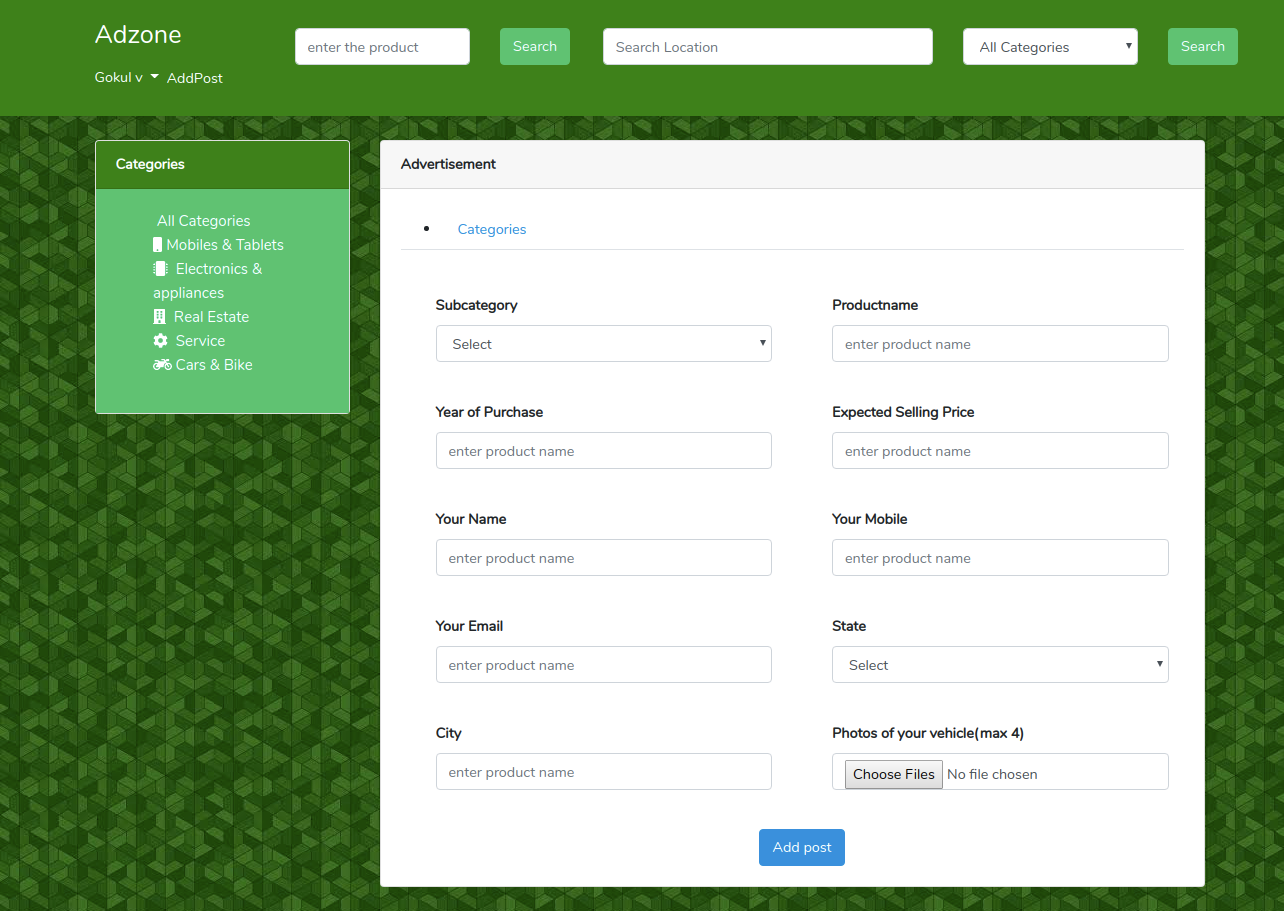 Adzone
enter the product
Search
Search Location
All Categories
Search
Gokul v
AddPost
Categories
All Categories
Mobiles & Tablets
Electronics &
appliances
Real Estate
Service
Cars & Bike
Advertisement
Categories
Subcategory
Productname
Select
enter product name
Year of Purchase
Expected Selling Price
enter product name
enter product name
Your Name
Your Mobile
enter product name
enter product name
Your Email
State
enter product name
Select
City
Photos of your vehicle(max 4)
enter product name
Choose Files No file chosen
Add post